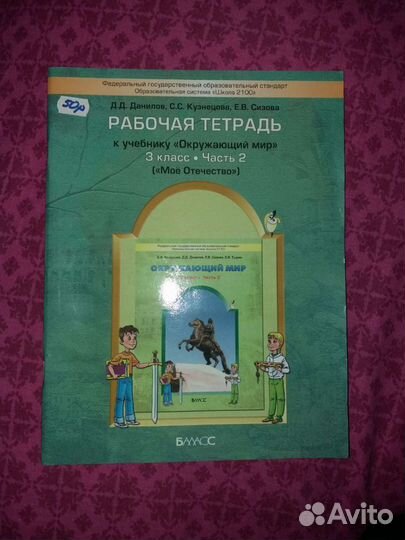 Федеральный государственный образовательный стандарт
Образовательная система «Школа 2100»
50р
Д.Д. Данилов, С.С. Кузнецова, Е.В. Сизова
РАБОЧАЯ ТЕТРАДЬ
к учебнику «Окружающий мир»
3 класс • Часть 2
(«Моё Отечество»)
ОКРУЖАЮЩИЙ МИР
БАЛАСС
БАЛАСС
Avito